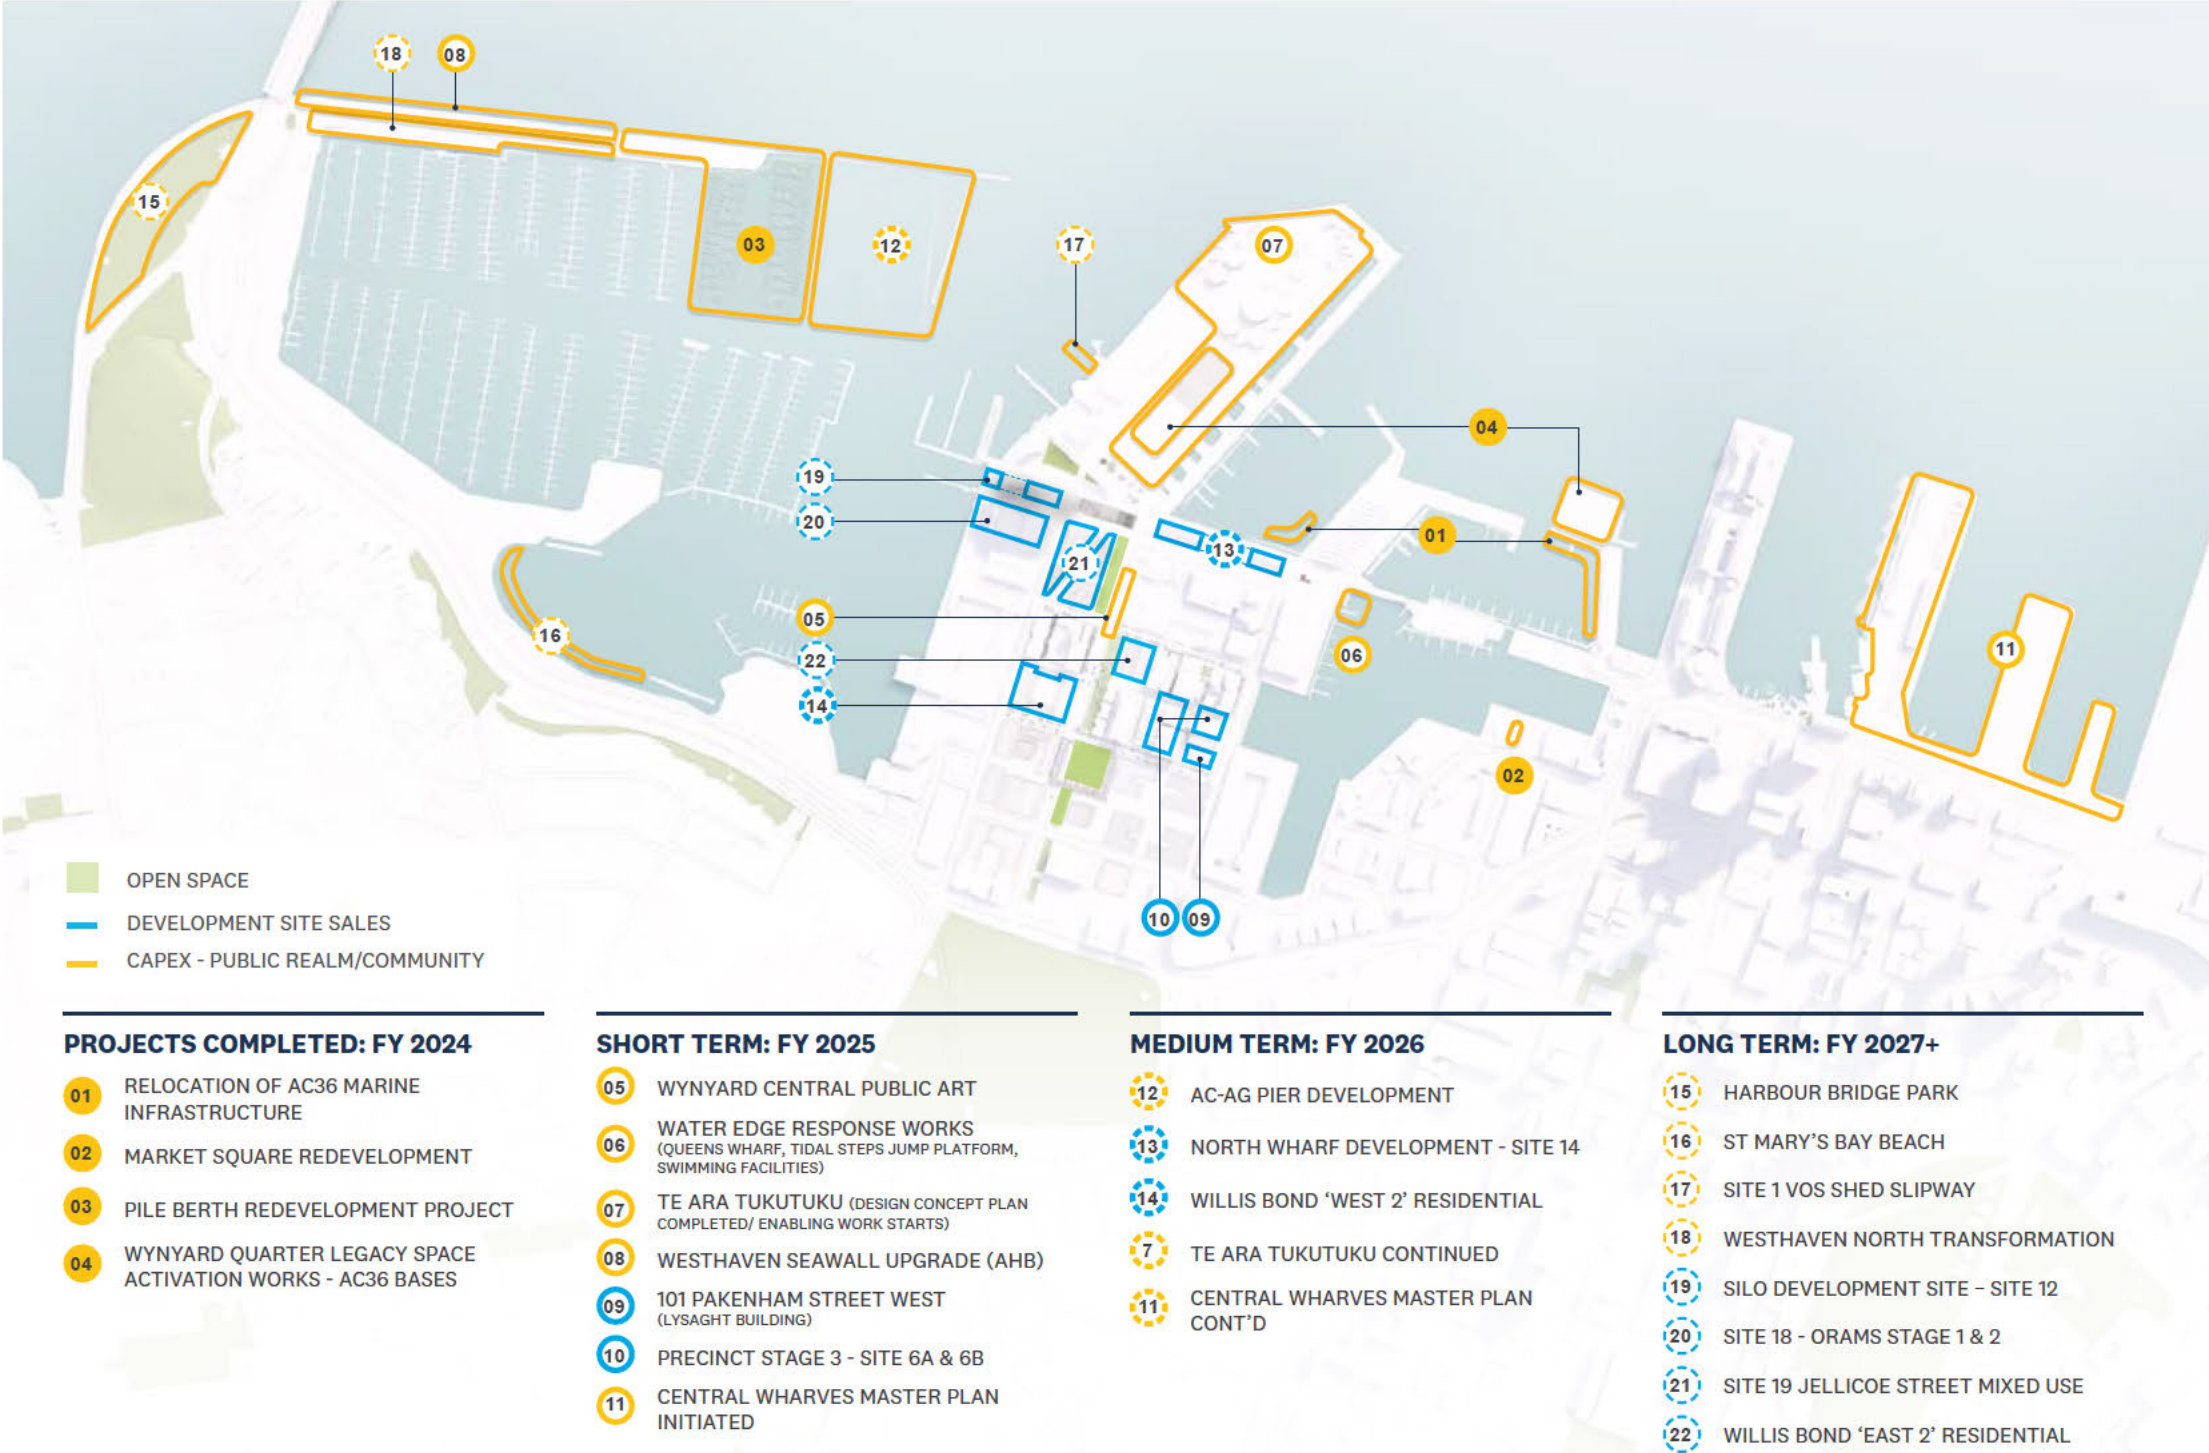 18
08
15
03
12
17
07
04
19
20
01
13
21
05
16
22
06
11
14
02
10
09
OPEN SPACE
DEVELOPMENT SITE SALES
CAPEX - PUBLIC REALM/COMMUNITY
PROJECTS COMPLETED: FY 2024
01 RELOCATION OF AC36 MARINE
INFRASTRUCTURE
02 MARKET SQUARE REDEVELOPMENT
03 PILE BERTH REDEVELOPMENT PROJECT
04 WYNYARD QUARTER LEGACY SPACE
ACTIVATION WORKS - AC36 BASES
SHORT TERM: FY 2025
05 WYNYARD CENTRAL PUBLIC ART
06 WATER EDGE RESPONSE WORKS
(QUEENS WHARF, TIDAL STEPS JUMP PLATFORM,
SWIMMING FACILITIES)
07 TE ARA TUKUTUKU (DESIGN CONCEPT PLAN
COMPLETED/ ENABLING WORK STARTS)
08 WESTHAVEN SEAWALL UPGRADE (AHB)
09 101 PAKENHAM STREET WEST
(LYSAGHT BUILDING)
10 PRECINCT STAGE 3 - SITE 6A & 6B
11 CENTRAL WHARVES MASTER PLAN
INITIATED
MEDIUM TERM: FY 2026
12 AC-AG PIER DEVELOPMENT
13 NORTH WHARF DEVELOPMENT - SITE 14
14 WILLIS BOND ‘WEST 2’ RESIDENTIAL
7 TE ARA TUKUTUKU CONTINUED
11 CENTRAL WHARVES MASTER PLAN
CONT’D
LONG TERM: FY 2027+
15 HARBOUR BRIDGE PARK
16 ST MARY’S BAY BEACH
17 SITE 1 VOS SHED SLIPWAY
18 WESTHAVEN NORTH TRANSFORMATION
19 SILO DEVELOPMENT SITE – SITE 12
20 SITE 18 - ORAMS STAGE 1 & 2
21 SITE 19 JELLICOE STREET MIXED USE
22 WILLIS BOND ‘EAST 2’ RESIDENTIAL